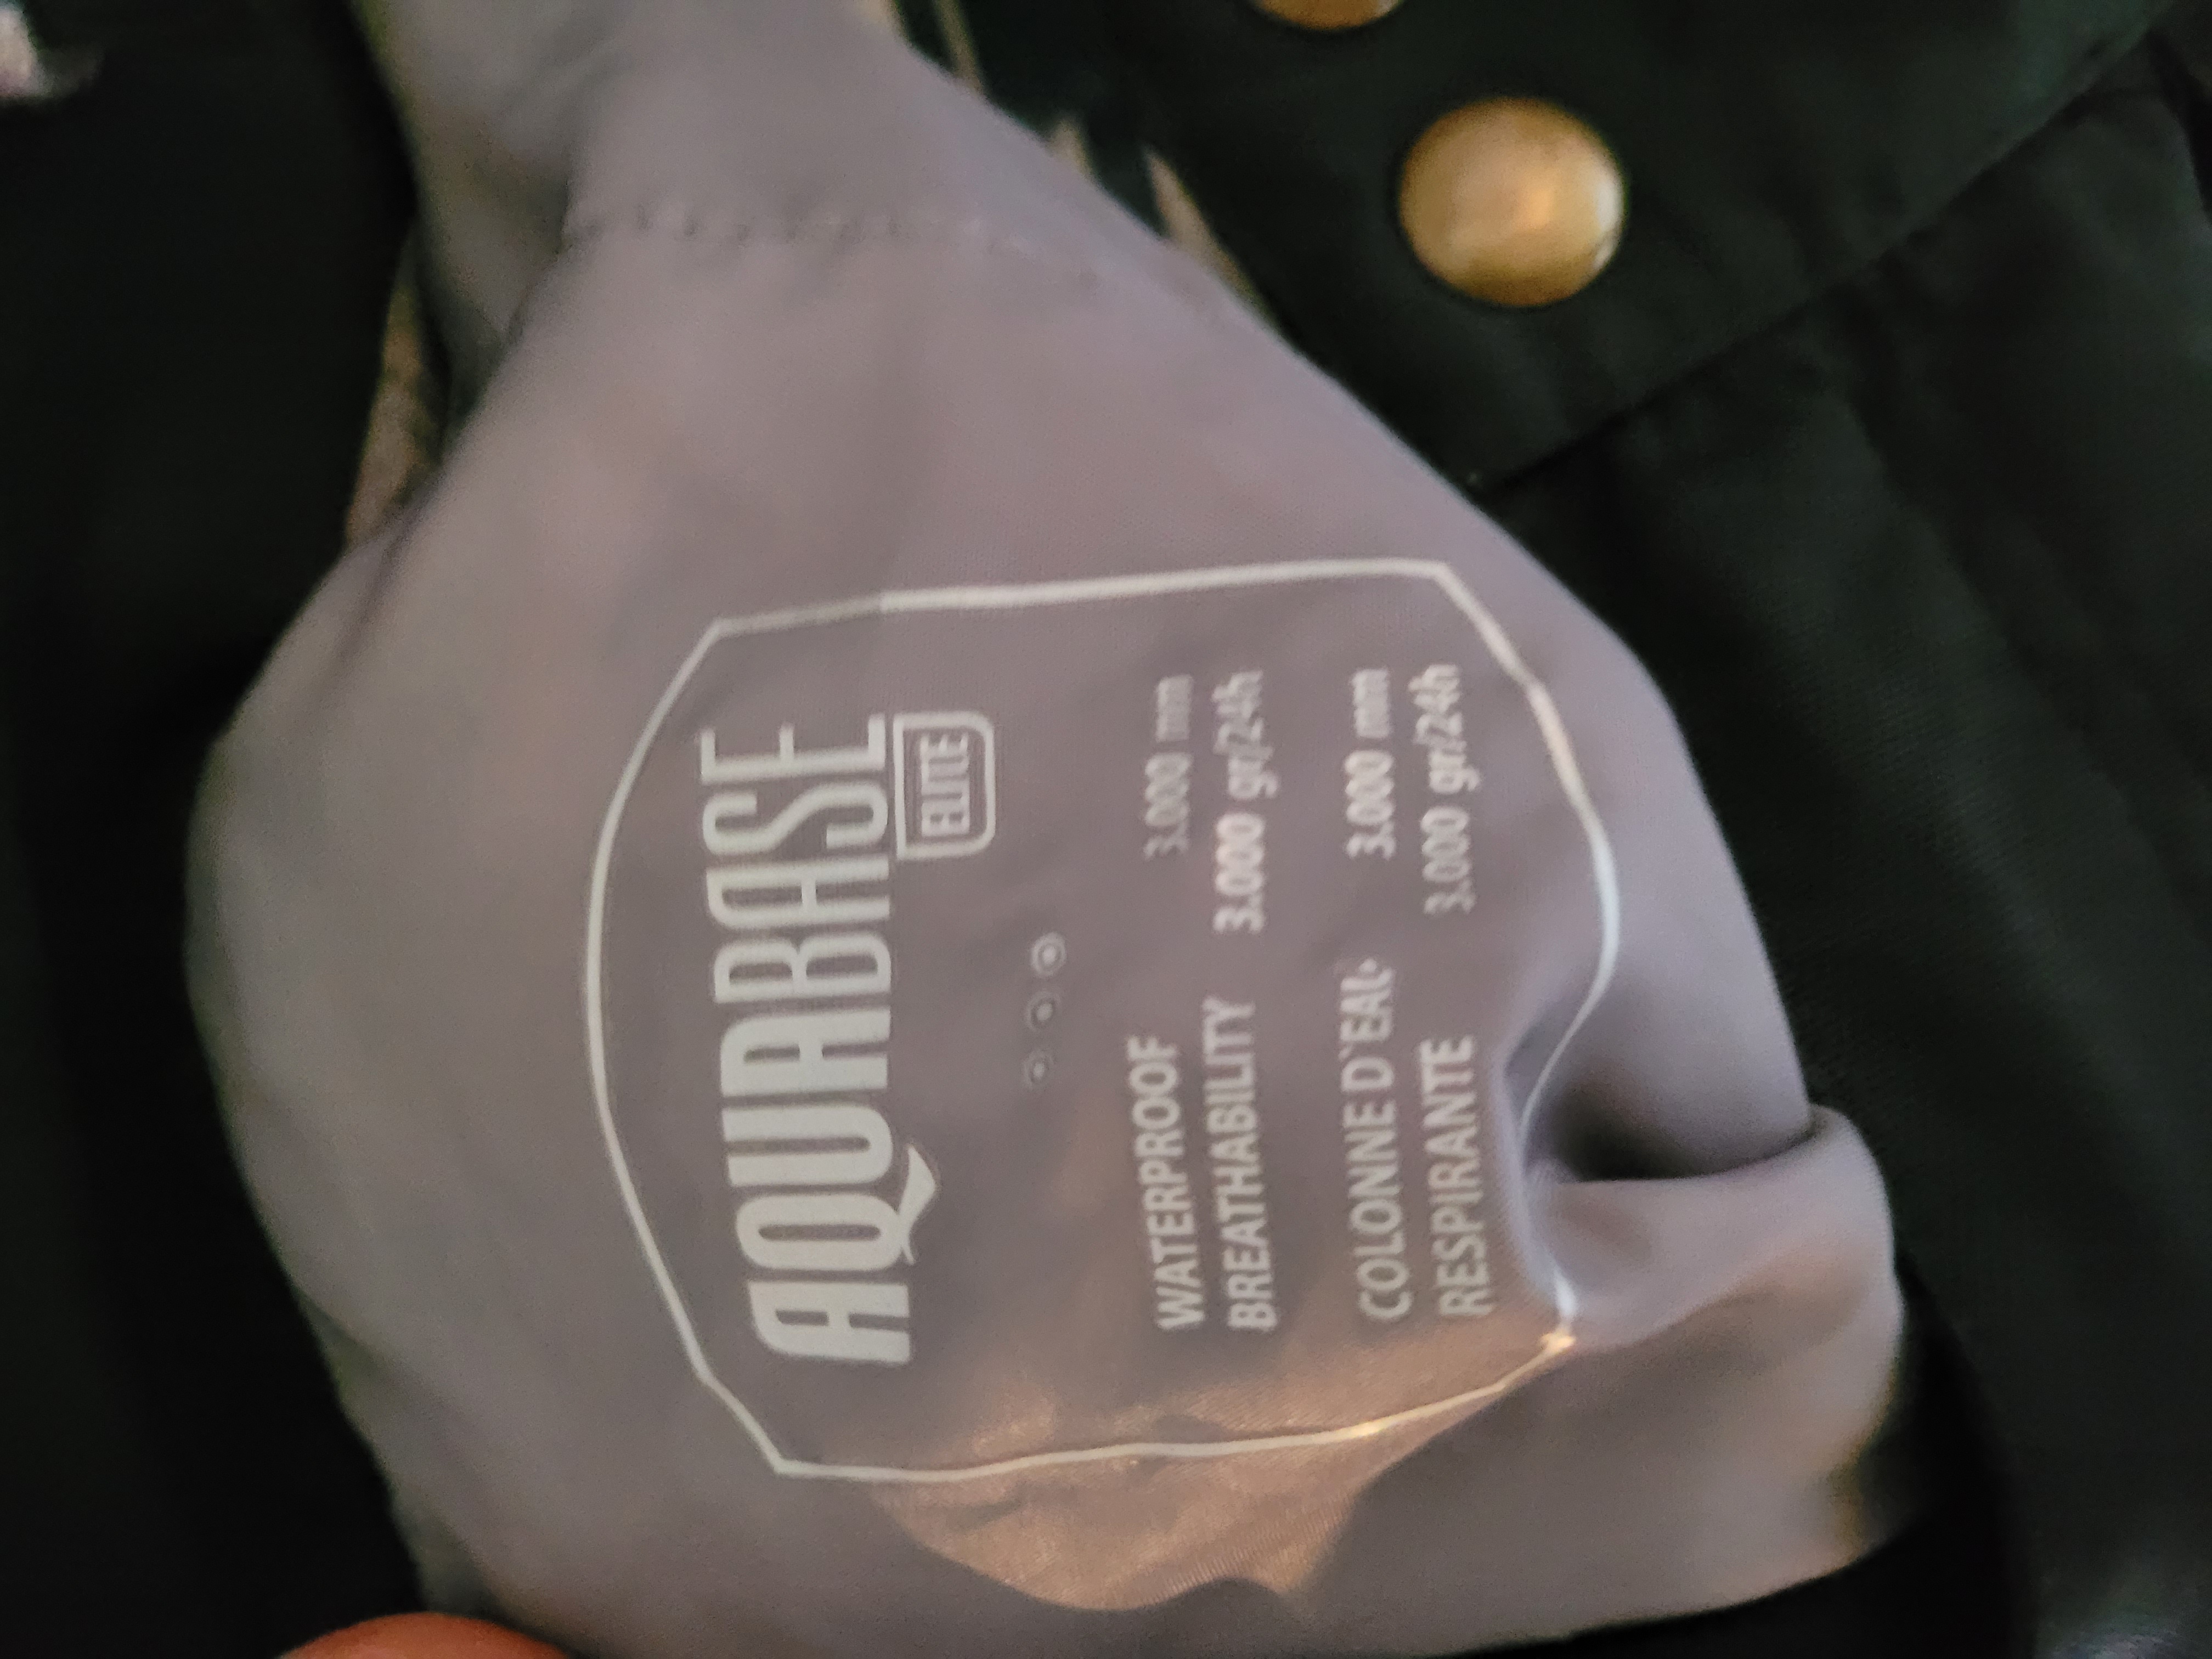 AQUABASE
ELITE
WATERPROOF 3.000 mm
BREATHABILITY 3.000 gr/24h
COLONNE D'EAU 3.000 mm
RESPIRANTE 3.000 gr/24h